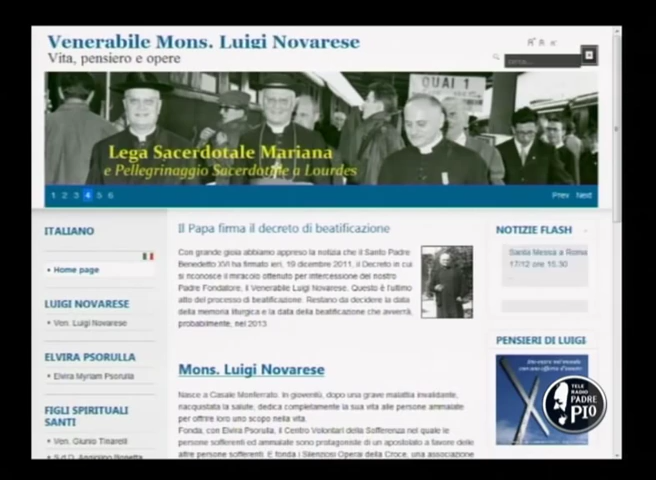 Venerabile Mons. Luigi Novarese
Vita, pensiero e opere
QUAI 1
Lega Sacerdotale Mariana
e Pellegrinaggio Sacerdotale a Lourdes
1 2 3 4 5 6
Prev Next
ITALIANO
Home page
LUIGI NOVARESE
Ven. Luigi Novarese
ELVIRA PSORULLA
Elvira Myriam Psorulla
FIGLI SPIRITUALI
SANTI
Ven. Giunio Tinarelli
Il Papa firma il decreto di beatificazione
Con grande gioia abbiamo appreso la notizia che il Santo Padre
Benedetto XVI ha firmato ieri, 19 dicembre 2011, il Decreto in cui
si riconosce il miracolo ottenuto per intercessione del nostro
Padre Fondatore, il Venerabile Luigi Novarese. Questo è l'ultimo
atto del processo di beatificazione. Restano da decidere la data
della memoria liturgica e la data della beatificazione che avverrà,
probabilmente, nel 2013
Mons. Luigi Novarese
Nasce a Casale Monferrato. In gioventù, dopo una grave malattia invalidante,
riacquistata la salute, dedica completamente la sua vita alle persone ammalate
per offrire loro uno scopo nella vita.
Fonda, con Elvira Psorulla, il Centro Volontari della Sofferenza nel quale le
persone sofferenti ed ammalate sono protagoniste di un apostolato a favore delle
altre persone sofferenti. E fonda i Silenziosi Operai della Croce, una associazione
NOTIZIE FLASH
Santa Messa a Roma
17/12 ore 15.30
PENSIERI DI LUIGI
TELE
RADIO
PADRE
PIO